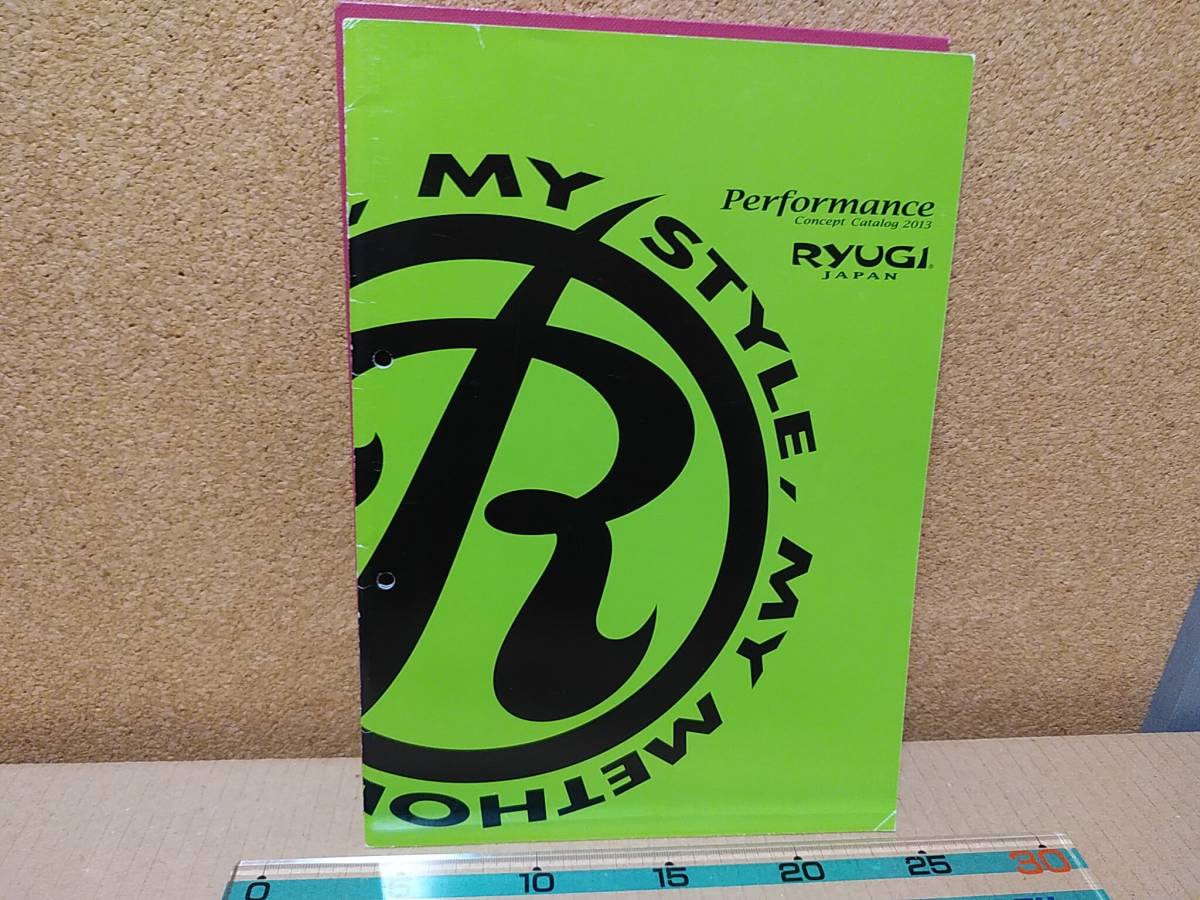 MY STYLE, MY METHOD
Performance
Concept Catalog 2013
RYUGI®
JAPAN
R
0 5 10 15 20 25 30